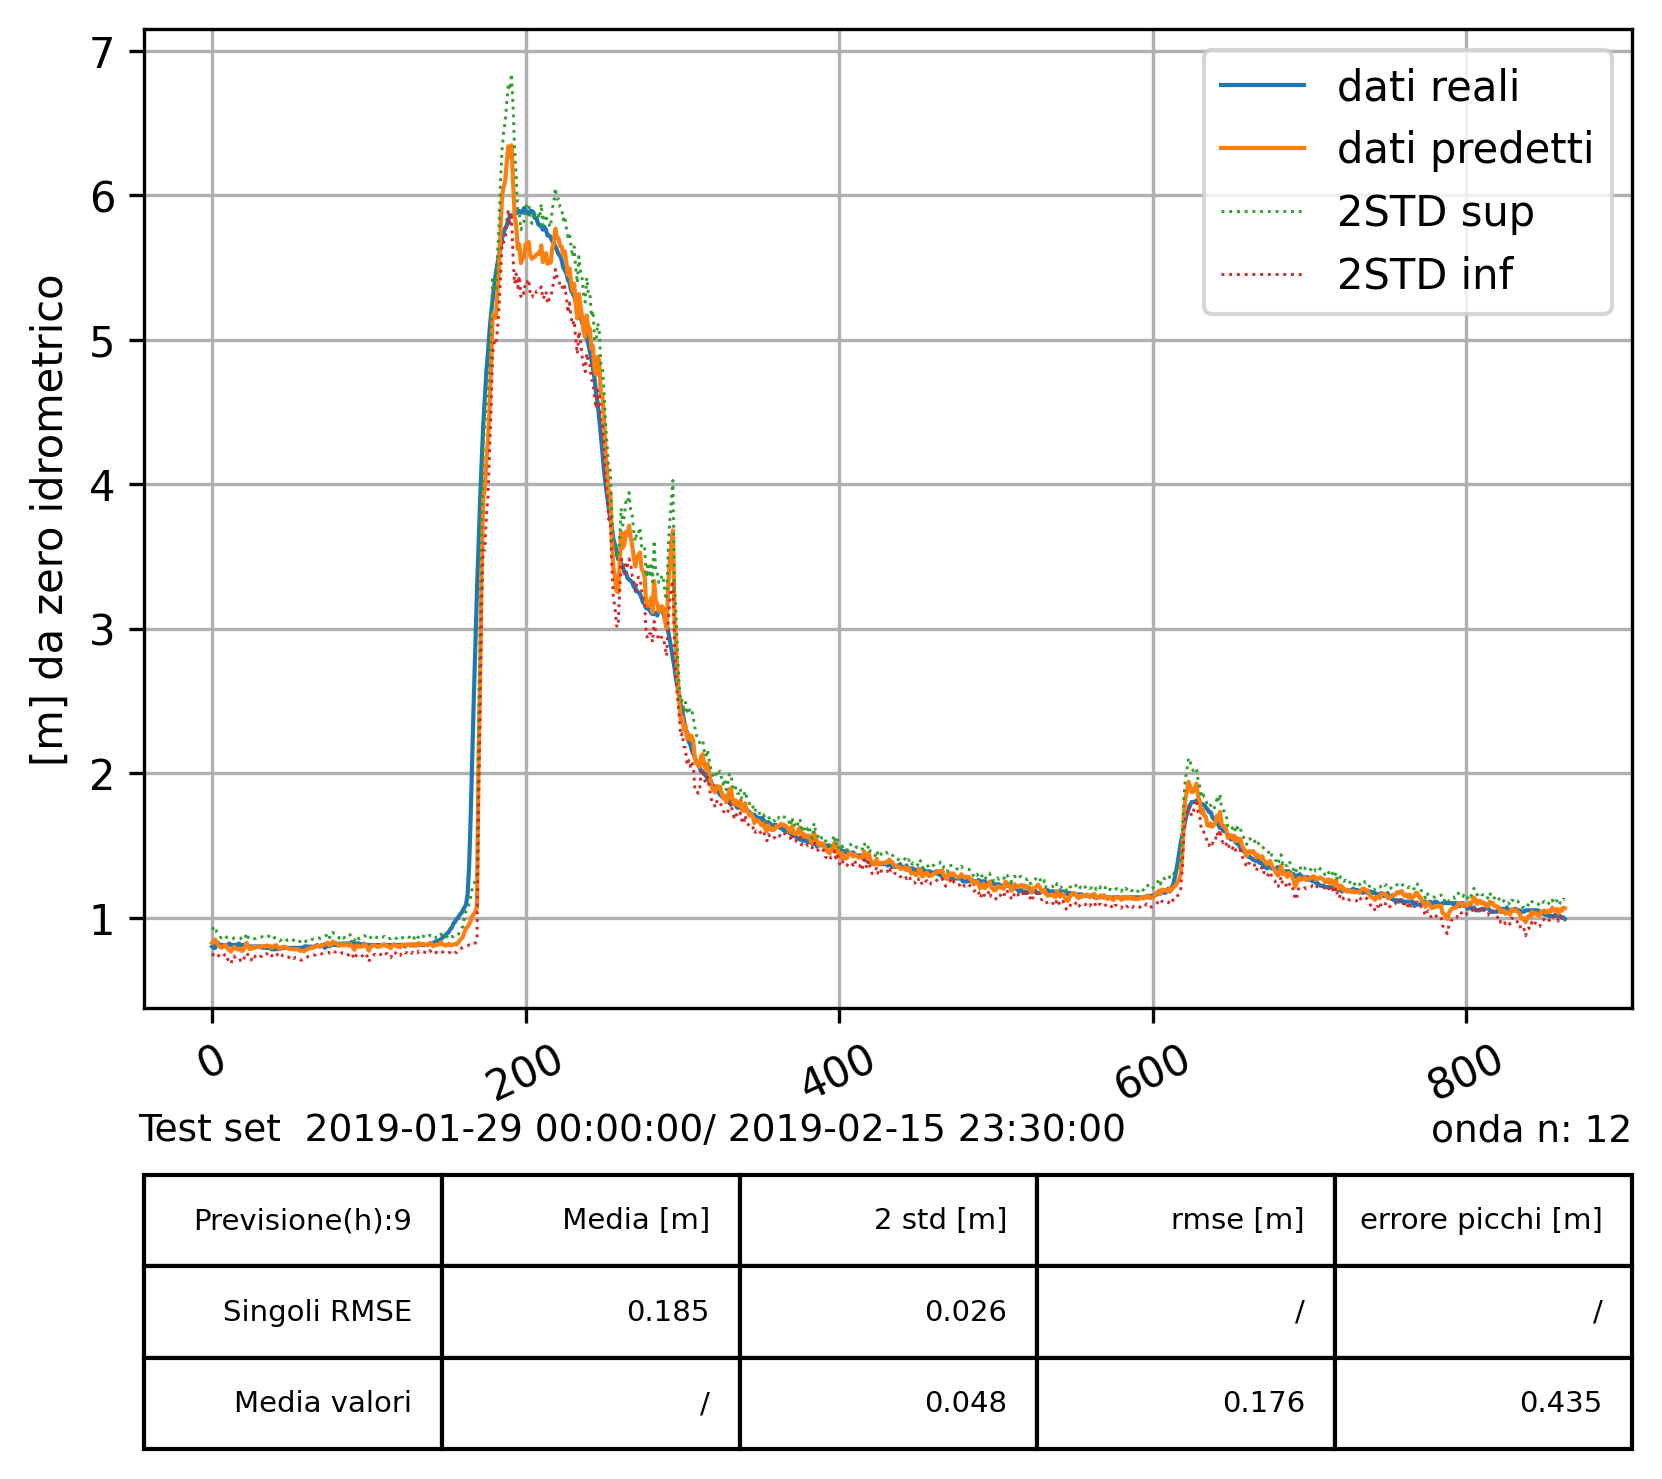 7
6
5
4
3
2
1
[m] da zero idrometrico
dati reali
dati predetti
2STD sup
2STD inf
0 200 400 600 800
Test set 2019-01-29 00:00:00/ 2019-02-15 23:30:00 onda n: 12
Previsione(h):9 Media [m] 2 std [m] rmse [m] errore picchi [m]
Singoli RMSE 0.185 0.026 / /
Media valori / 0.048 0.176 0.435